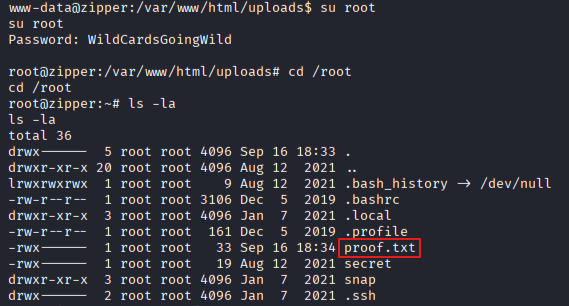 www-data@zipper:/var/www/html/uploads$ su root
su root
Password: WildCardsGoingWild
root@zipper:/var/www/html/uploads# cd /root
cd /root
root@zipper:~# ls -la
ls -la
total 36
drwx------  5 root root 4096 Sep 16 18:33 .
drwxr-xr-x 20 root root 4096 Aug 12  2021 ..
lrwxrwxrwx  1 root root    9 Aug 12  2021 .bash_history -> /dev/null
-rw-r--r--  1 root root 3106 Dec  5  2019 .bashrc
drwxr-xr-x  3 root root 4096 Jan  7  2021 .local
-rw-r--r--  1 root root  161 Dec  5  2019 .profile
-rwx------  1 root root   33 Sep 16 18:34 proof.txt
-rwx------  1 root root   19 Aug 12  2021 secret
drwxr-xr-x  3 root root 4096 Jan  7  2021 snap
drwx------  2 root root 4096 Jan  7  2021 .ssh